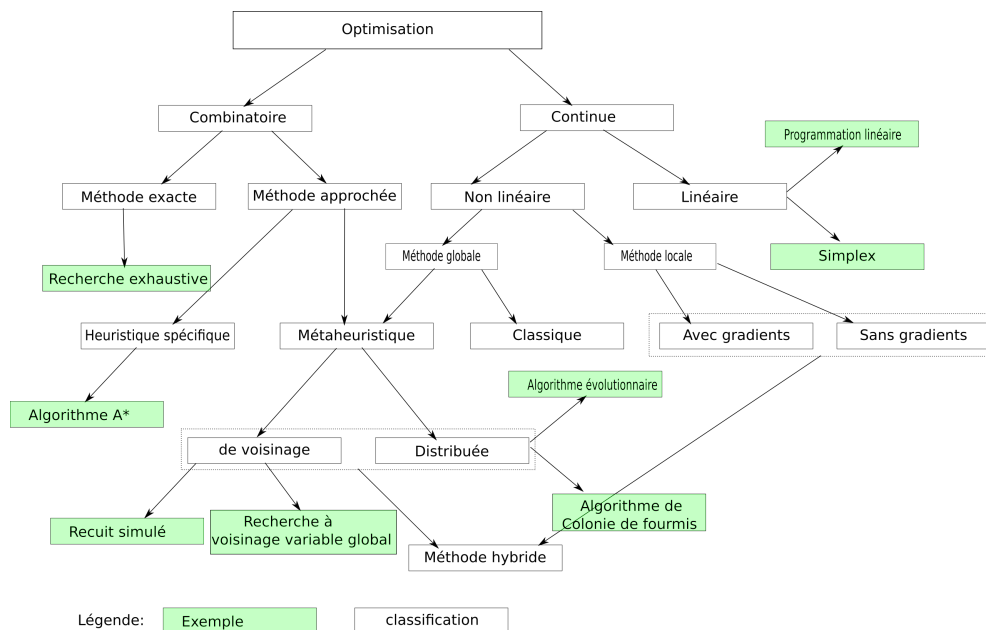 Optimisation
Combinatoire
Continue
Programmation linéaire
Méthode exacte
Méthode approchée
Non linéaire
Linéaire
Méthode globale
Méthode locale
Simplex
Recherche exhaustive
Heuristique spécifique
Métaheuristique
Classique
Avec gradients
Sans gradients
Algorithme évolutionnaire
Algorithme A*
de voisinage
Distribuée
Algorithme de
Colonie de fourmis
Recuit simulé
Recherche à
voisinage variable global
Méthode hybride
Légende:
Exemple
classification